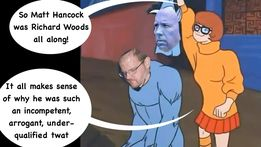 So Matt Hancock
was Richard Woods
all along!
It all makes sense
of why he was such
an incompetent,
arrogant, under-
qualified twat